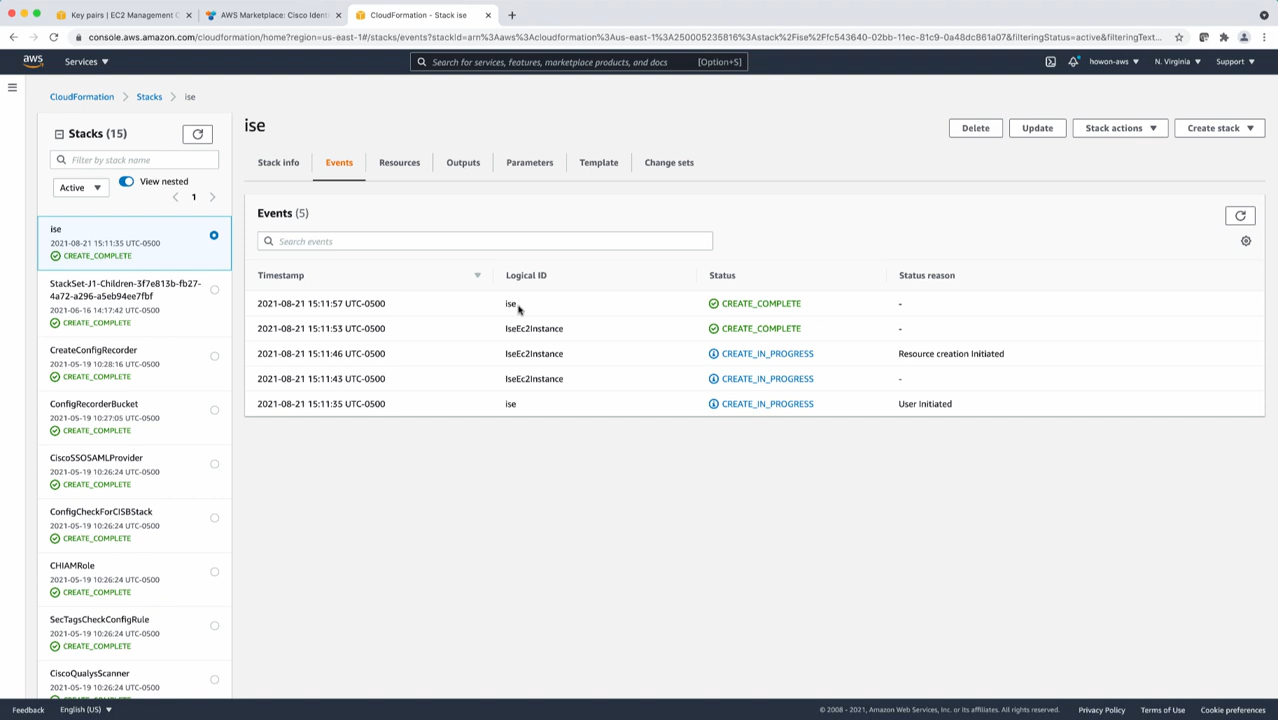 Key pairs | EC2 Management C
AWS Marketplace: Cisco Identi
CloudFormation - Stack ise
console.aws.amazon.com/cloudformation/home?region=us-east-1#/stacks/events?stackId=arn%3Aaws%3Acloudformation%3Aus-east-1%3A250005235816%3Astack%2Fise%2Ffc543640-02bb-11ec-81c9-0a48dc861a07&filteringStatus=active&filteringText...
aws
Services
Search for services, features, marketplace products, and docs
[Option+S]
howon-aws
N. Virginia
Support
CloudFormation
Stacks
ise
Stacks (15)
Filter by stack name
Active
View nested
1
ise
2021-08-21 15:11:35 UTC-0500
CREATE_COMPLETE
StackSet-J1-Children-3f7e813b-fb27-
4a72-a296-a5eb94ee7fbf
2021-06-16 14:17:42 UTC-0500
CREATE_COMPLETE
CreateConfigRecorder
2021-05-19 10:28:16 UTC-0500
CREATE_COMPLETE
ConfigRecorderBucket
2021-05-19 10:27:05 UTC-0500
CREATE_COMPLETE
CiscoSSOSAMLProvider
2021-05-19 10:26:24 UTC-0500
CREATE_COMPLETE
ConfigCheckForCISBStack
2021-05-19 10:26:24 UTC-0500
CREATE_COMPLETE
CHIAMRole
2021-05-19 10:26:24 UTC-0500
CREATE_COMPLETE
SecTagsCheckConfigRule
2021-05-19 10:26:24 UTC-0500
CREATE_COMPLETE
CiscoQualysScanner
2021-05-19 10:26:24 UTC-0500
CREATE_COMPLETE
ise
Delete
Update
Stack actions
Create stack
Stack info
Events
Resources
Outputs
Parameters
Template
Change sets
Events (5)
Search events
Timestamp Logical ID Status Status reason
2021-08-21 15:11:57 UTC-0500 ise CREATE_COMPLETE -
2021-08-21 15:11:53 UTC-0500 IseEc2Instance CREATE_COMPLETE -
2021-08-21 15:11:46 UTC-0500 IseEc2Instance CREATE_IN_PROGRESS Resource creation Initiated
2021-08-21 15:11:43 UTC-0500 IseEc2Instance CREATE_IN_PROGRESS -
2021-08-21 15:11:35 UTC-0500 ise CREATE_IN_PROGRESS User Initiated
Feedback
English (US)
© 2008 - 2021, Amazon Web Services, Inc. or its affiliates. All rights reserved.
Privacy Policy
Terms of Use
Cookie preferences